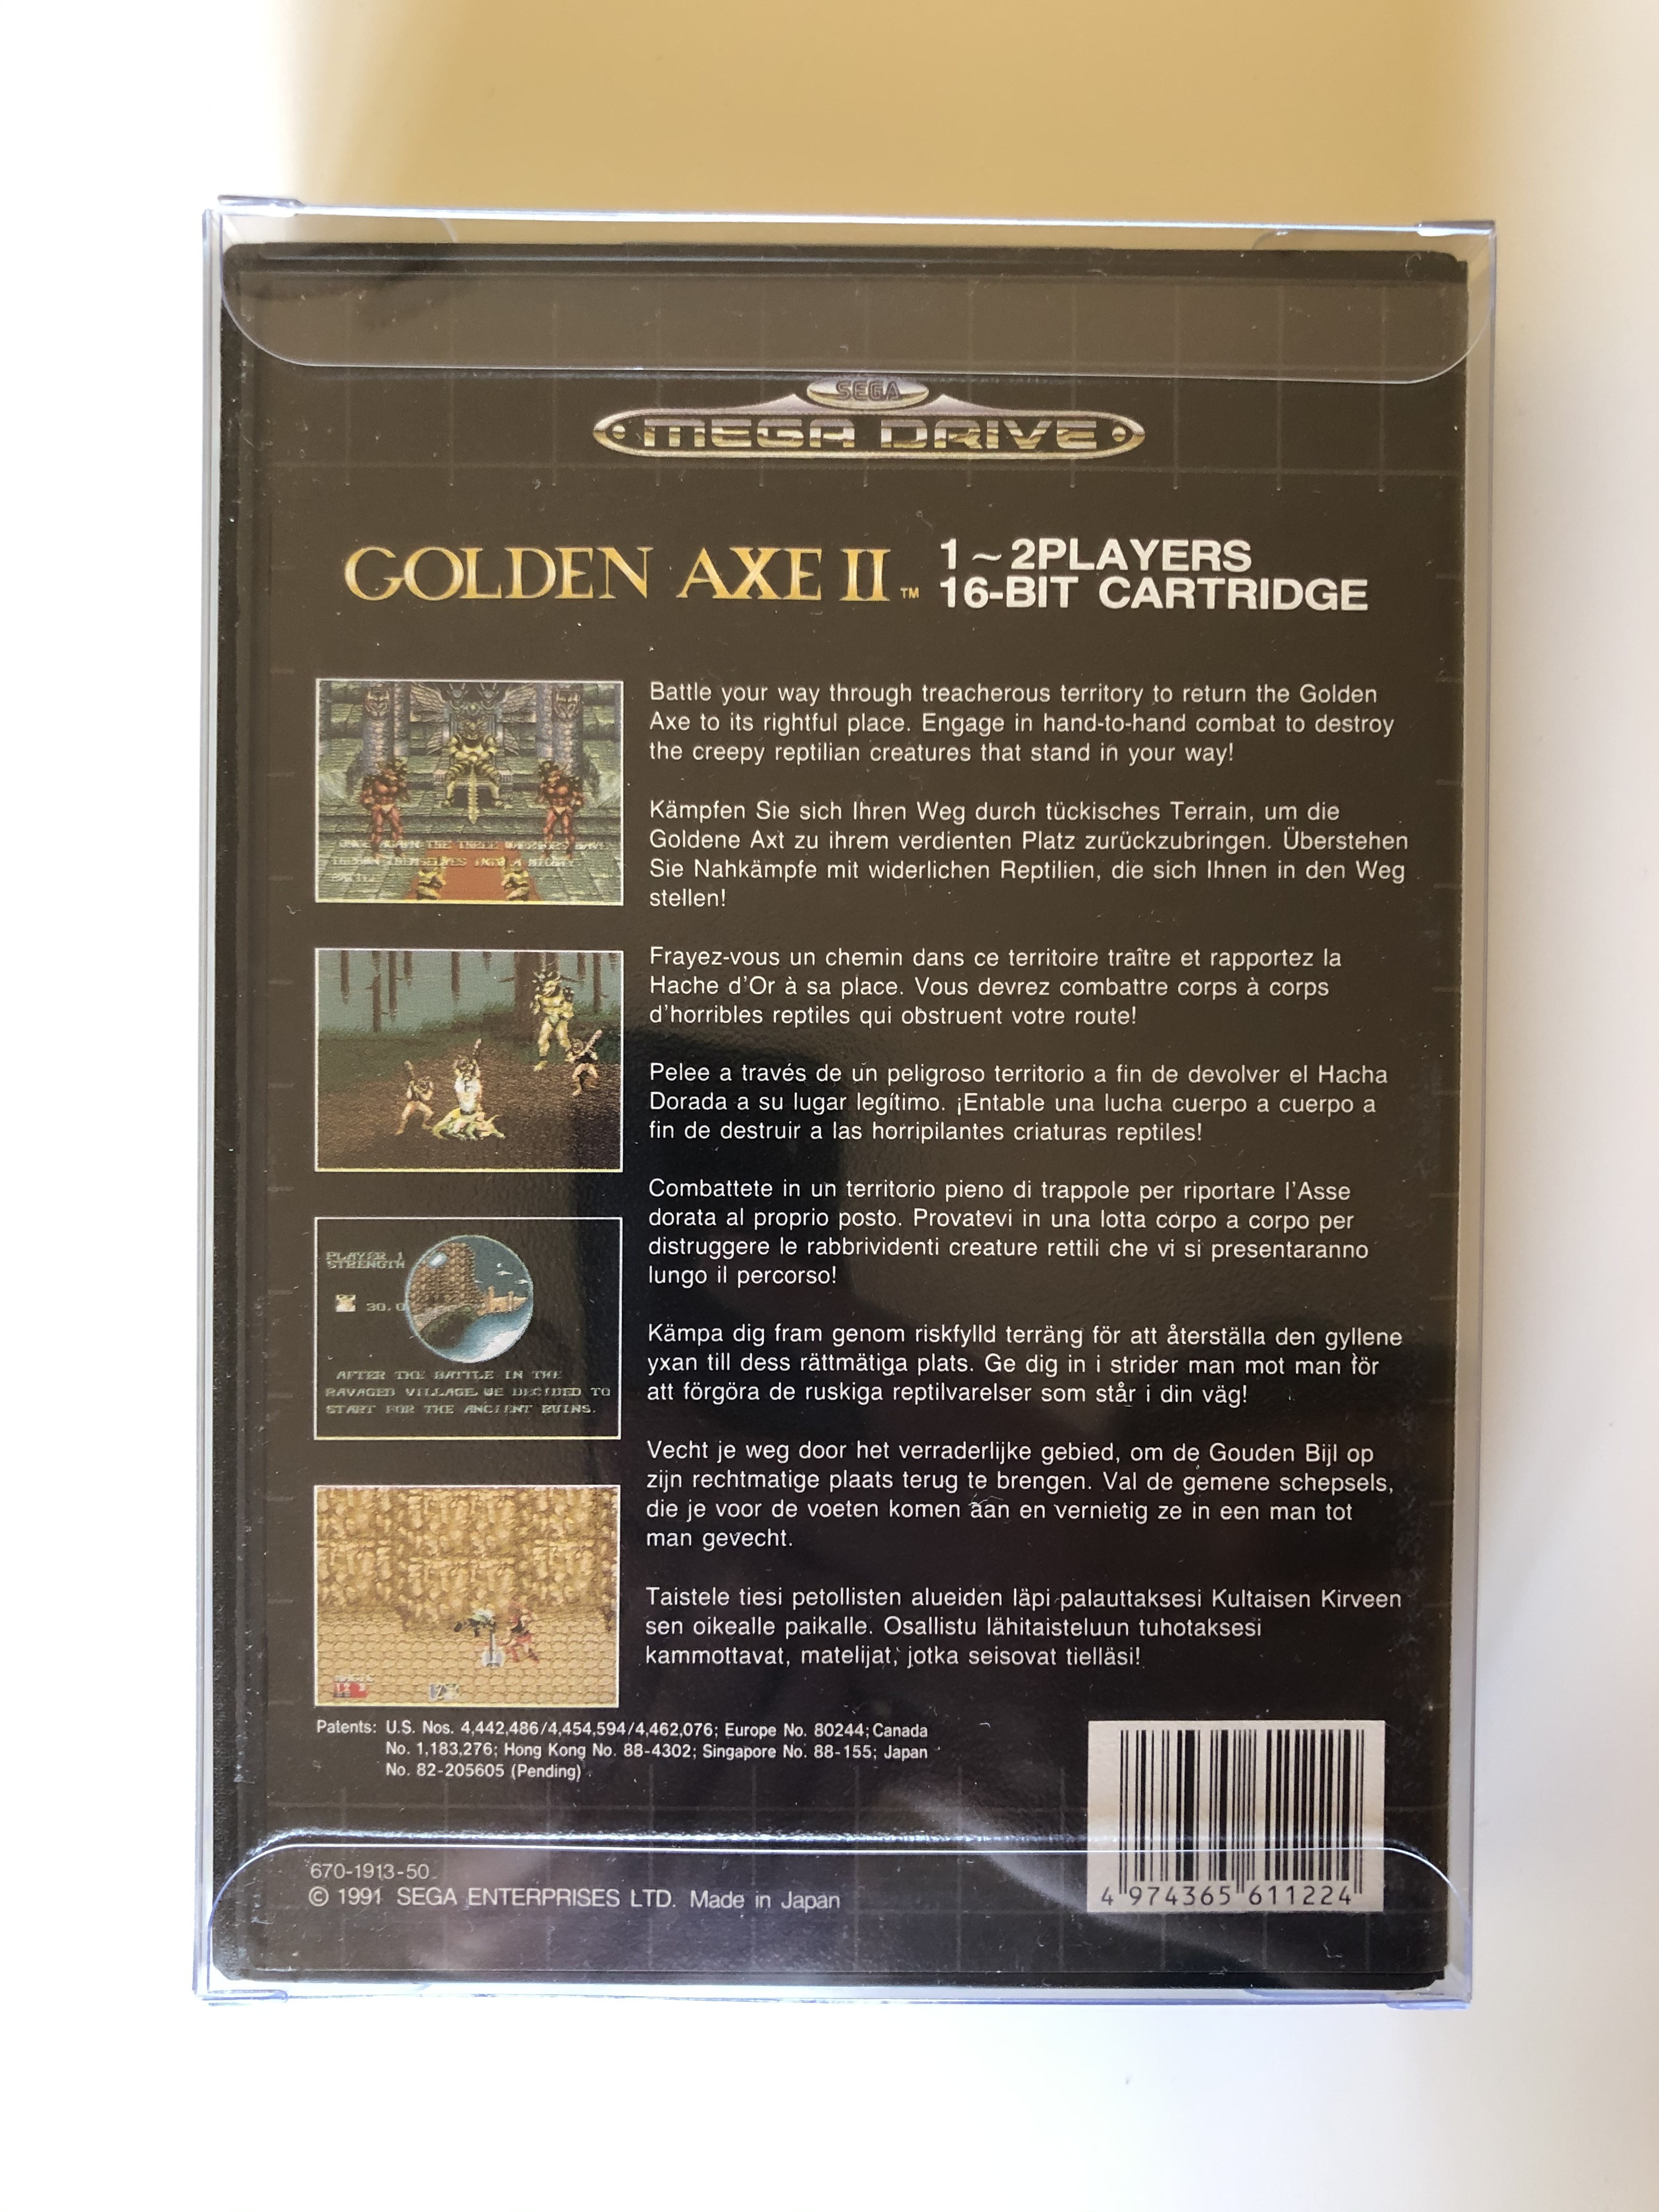 SEGA
MEGA DRIVE
GOLDEN AXE II™
1~2PLAYERS
16-BIT CARTRIDGE
Battle your way through treacherous territory to return the Golden
Axe to its rightful place. Engage in hand-to-hand combat to destroy
the creepy reptilian creatures that stand in your way!
Kämpfen Sie sich Ihren Weg durch tückisches Terrain, um die
Goldene Axt zu ihrem verdienten Platz zurückzubringen. Überstehen
Sie Nahkämpfe mit widerlichen Reptilien, die sich Ihnen in den Weg
stellen!
Frayez-vous un chemin dans ce territoire traître et rapportez la
Hache d'Or à sa place. Vous devrez combattre corps à corps
d'horribles reptiles qui obstruent votre route!
Pelee a través de un peligroso territorio a fin de devolver el Hacha
Dorada a su lugar legítimo. ¡Entable una lucha cuerpo a cuerpo a
fin de destruir a las horripilantes criaturas reptiles!
Combattete in un territorio pieno di trappole per riportare l'Asse
dorata al proprio posto. Provatevi in una lotta corpo a corpo per
distruggere le rabbrividenti creature rettili che vi si presentaranno
lungo il percorso!
Kämpa dig fram genom riskfylld terräng för att återställa den gyllene
yxan till dess rättmätiga plats. Ge dig in i strider man mot man för
att förgöra de ruskiga reptilvarelser som står i din väg!
Vecht je weg door het verraderlijke gebied, om de Gouden Bijl op
zijn rechtmatige plaats terug te brengen. Val de gemene schepsels,
die je voor de voeten komen aan en vernietig ze in een man tot
man gevecht.
Taistele tiesi petollisten alueiden läpi palauttaksesi Kultaisen Kirveen
sen oikealle paikalle. Osallistu lähitaisteluun tuhotaksesi
kammottavat, matelijat, jotka seisovat tielläsi!
ONCE AGAIN THE THREE WARRIORS HAVE
THROWN THEMSELVES INTO A MIGHTY
BATTLE
PLAYER 1
STRENGTH
30.0
AFTER THE BATTLE IN THE
RAVAGED VILLAGE WE DECIDED TO
START FOR THE ANCIENT RUINS.
MAGIC
Patents: U.S. Nos. 4,442,486/4,454,594/4,462,076; Europe No. 80244; Canada
No. 1,183,276; Hong Kong No. 88-4302; Singapore No. 88-155; Japan
No. 82-205605 (Pending)
670-1913-50
© 1991 SEGA ENTERPRISES LTD. Made in Japan
4 974365 611224